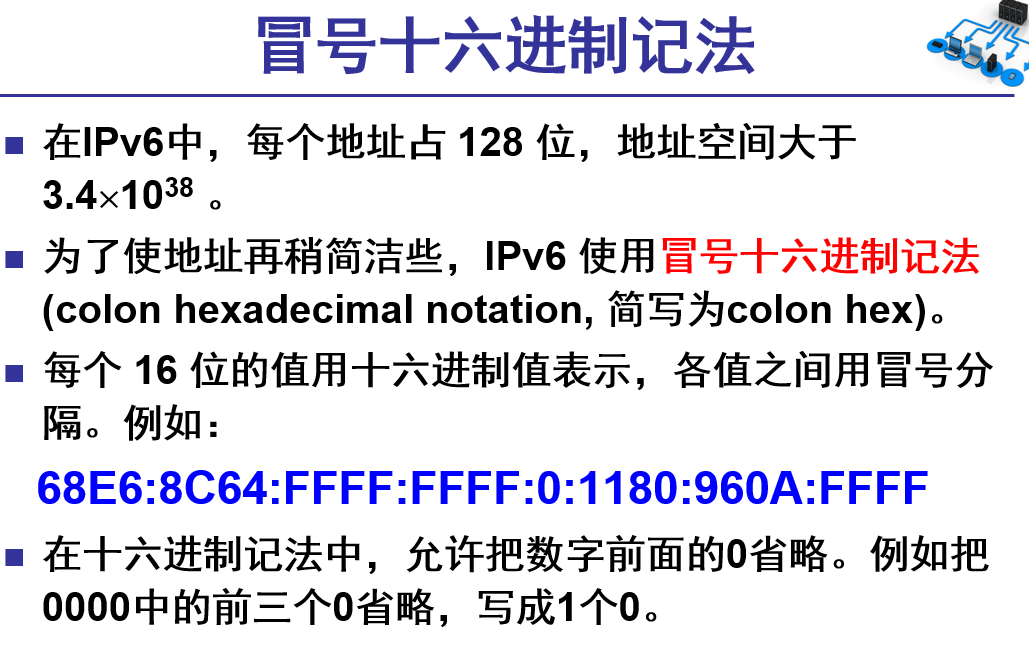 冒号十六进制记法
在IPv6中，每个地址占 128 位，地址空间大于
3.4×10³⁸ 。
为了使地址再稍简洁些，IPv6 使用冒号十六进制记法
(colon hexadecimal notation, 简写为colon hex)。
每个 16 位的值用十六进制值表示，各值之间用冒号分
隔。例如：
68E6:8C64:FFFF:FFFF:0:1180:960A:FFFF
在十六进制记法中，允许把数字前面的0省略。例如把
0000中的前三个0省略，写成1个0。